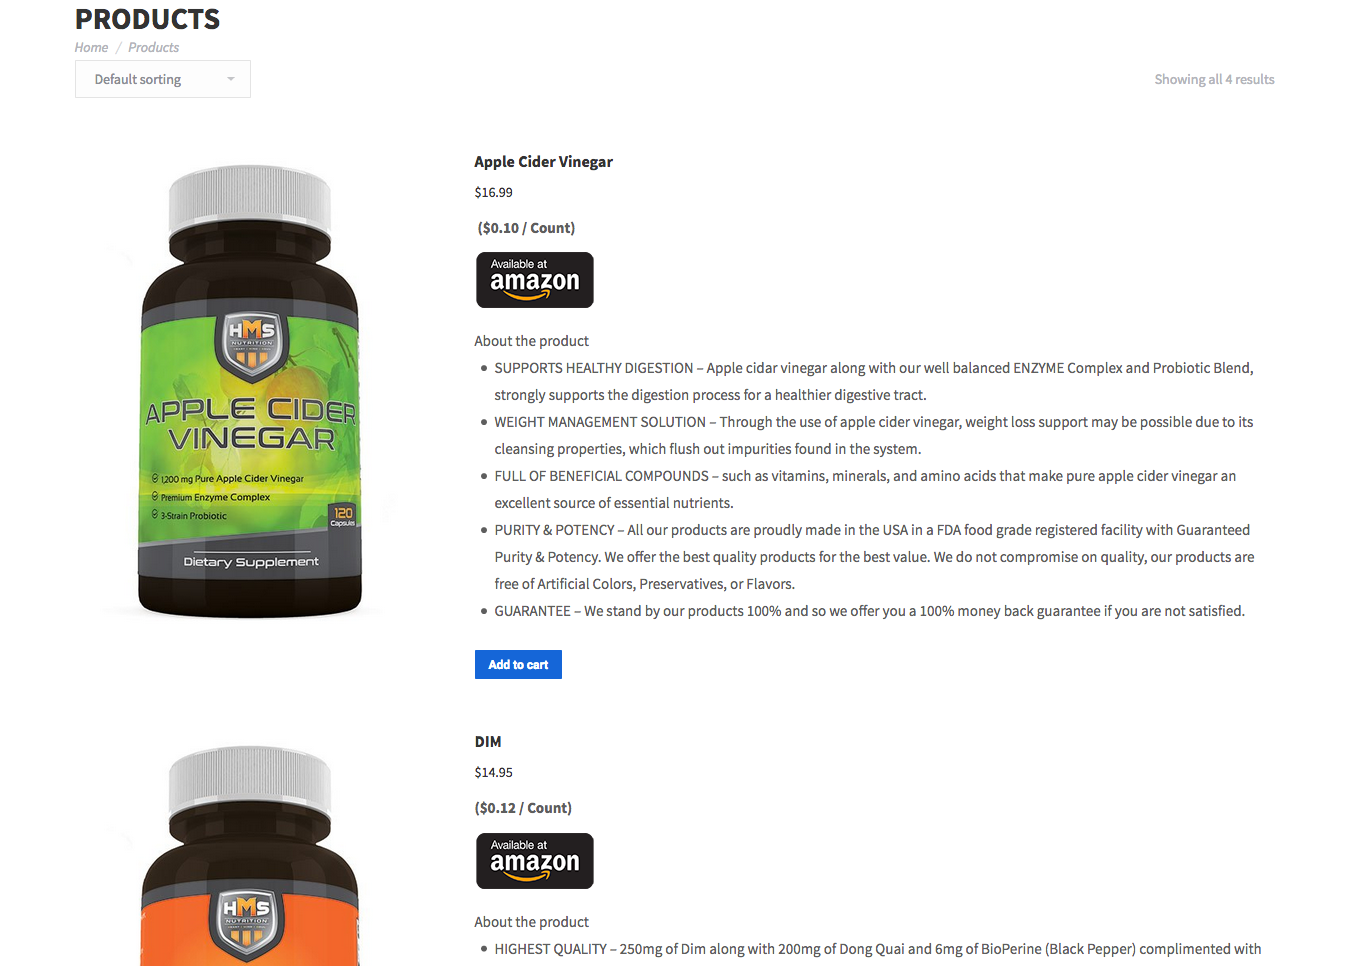 PRODUCTS
Home / Products
Default sorting
Showing all 4 results
Apple Cider Vinegar
$16.99
($0.10 / Count)
Available at
amazon
About the product
SUPPORTS HEALTHY DIGESTION – Apple cidar vinegar along with our well balanced ENZYME Complex and Probiotic Blend,
strongly supports the digestion process for a healthier digestive tract.
WEIGHT MANAGEMENT SOLUTION – Through the use of apple cider vinegar, weight loss support may be possible due to its
cleansing properties, which flush out impurities found in the system.
FULL OF BENEFICIAL COMPOUNDS – such as vitamins, minerals, and amino acids that make pure apple cider vinegar an
excellent source of essential nutrients.
PURITY & POTENCY – All our products are proudly made in the USA in a FDA food grade registered facility with Guaranteed
Purity & Potency. We offer the best quality products for the best value. We do not compromise on quality, our products are
free of Artificial Colors, Preservatives, or Flavors.
GUARANTEE – We stand by our products 100% and so we offer you a 100% money back guarantee if you are not satisfied.
Add to cart
HMS
NUTRITION
APPLE CIDER
VINEGAR
1,200 mg Pure Apple Cider Vinegar
Premium Enzyme Complex
3-Strain Probiotic
120
Capsules
Dietary Supplement
DIM
$14.95
($0.12 / Count)
Available at
amazon
About the product
HIGHEST QUALITY – 250mg of Dim along with 200mg of Dong Quai and 6mg of BioPerine (Black Pepper) complimented with
HMS
NUTRITION